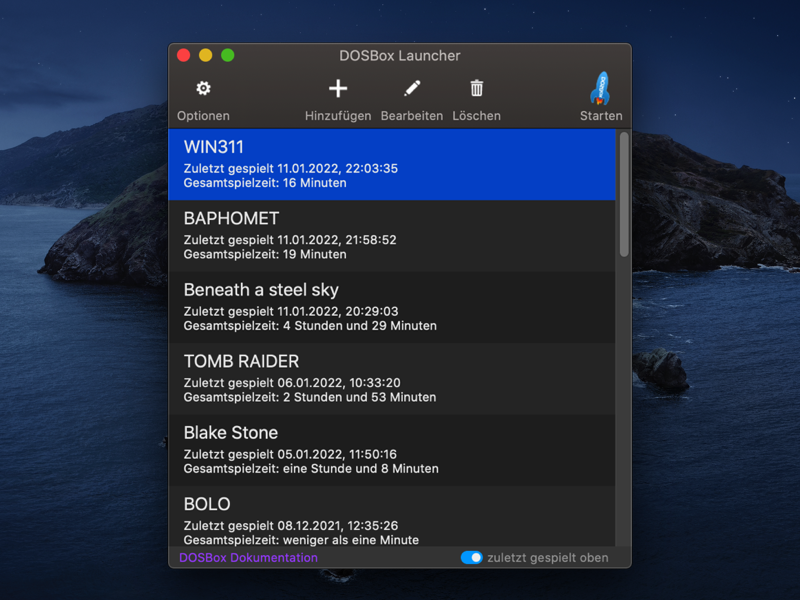 DOSBox Launcher
Optionen
Hinzufügen
Bearbeiten
Löschen
Starten
WIN311
Zuletzt gespielt 11.01.2022, 22:03:35
Gesamtspielzeit: 16 Minuten
BAPHOMET
Zuletzt gespielt 11.01.2022, 21:58:52
Gesamtspielzeit: 19 Minuten
Beneath a steel sky
Zuletzt gespielt 11.01.2022, 20:29:03
Gesamtspielzeit: 4 Stunden und 29 Minuten
TOMB RAIDER
Zuletzt gespielt 06.01.2022, 10:33:20
Gesamtspielzeit: 2 Stunden und 53 Minuten
Blake Stone
Zuletzt gespielt 05.01.2022, 11:50:16
Gesamtspielzeit: eine Stunde und 8 Minuten
BOLO
Zuletzt gespielt 08.12.2021, 12:35:26
Gesamtspielzeit: weniger als eine Minute
DOSBox Dokumentation
zuletzt gespielt oben